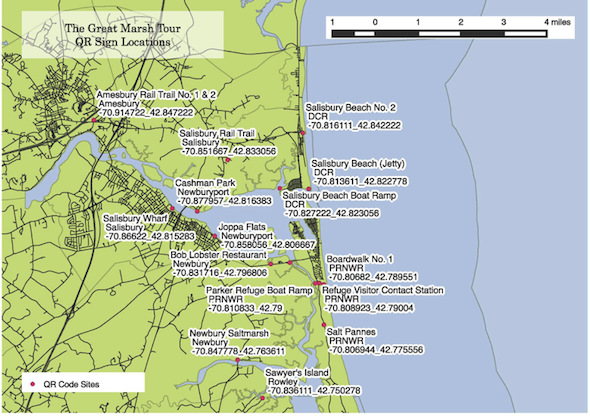 The Great Marsh Tour
QR Sign Locations
1 0 1 2 3 4 miles
Amesbury Rail Trail No. 1 & 2
Amesbury
-70.914722_42.847222
Salisbury Beach No. 2
DCR
-70.816111_42.842222
Salisbury Rail Trail
Salisbury
-70.851667_42.833056
Salisbury Beach (Jetty)
DCR
-70.813611_42.822778
Cashman Park
Newburyport
-70.877957_42.816383
Salisbury Beach Boat Ramp
DCR
-70.827222_42.823056
Salisbury Wharf
Salisbury
-70.86622_42.815283
Joppa Flats
Newburyport
-70.858056_42.806667
Bob Lobster Restaurant
Newbury
-70.831716_42.796806
Boardwalk No. 1
PRNWR
-70.80682_42.789551
Parker Refuge Boat Ramp
PRNWR
-70.810833_42.79
Refuge Visitor Contact Station
PRNWR
-70.808923_42.79004
Salt Pannes
PRNWR
-70.806944_42.775556
Newbury Saltmarsh
Newbury
-70.847778_42.763611
Sawyer's Island
Rowley
-70.836111_42.750278
QR Code Sites